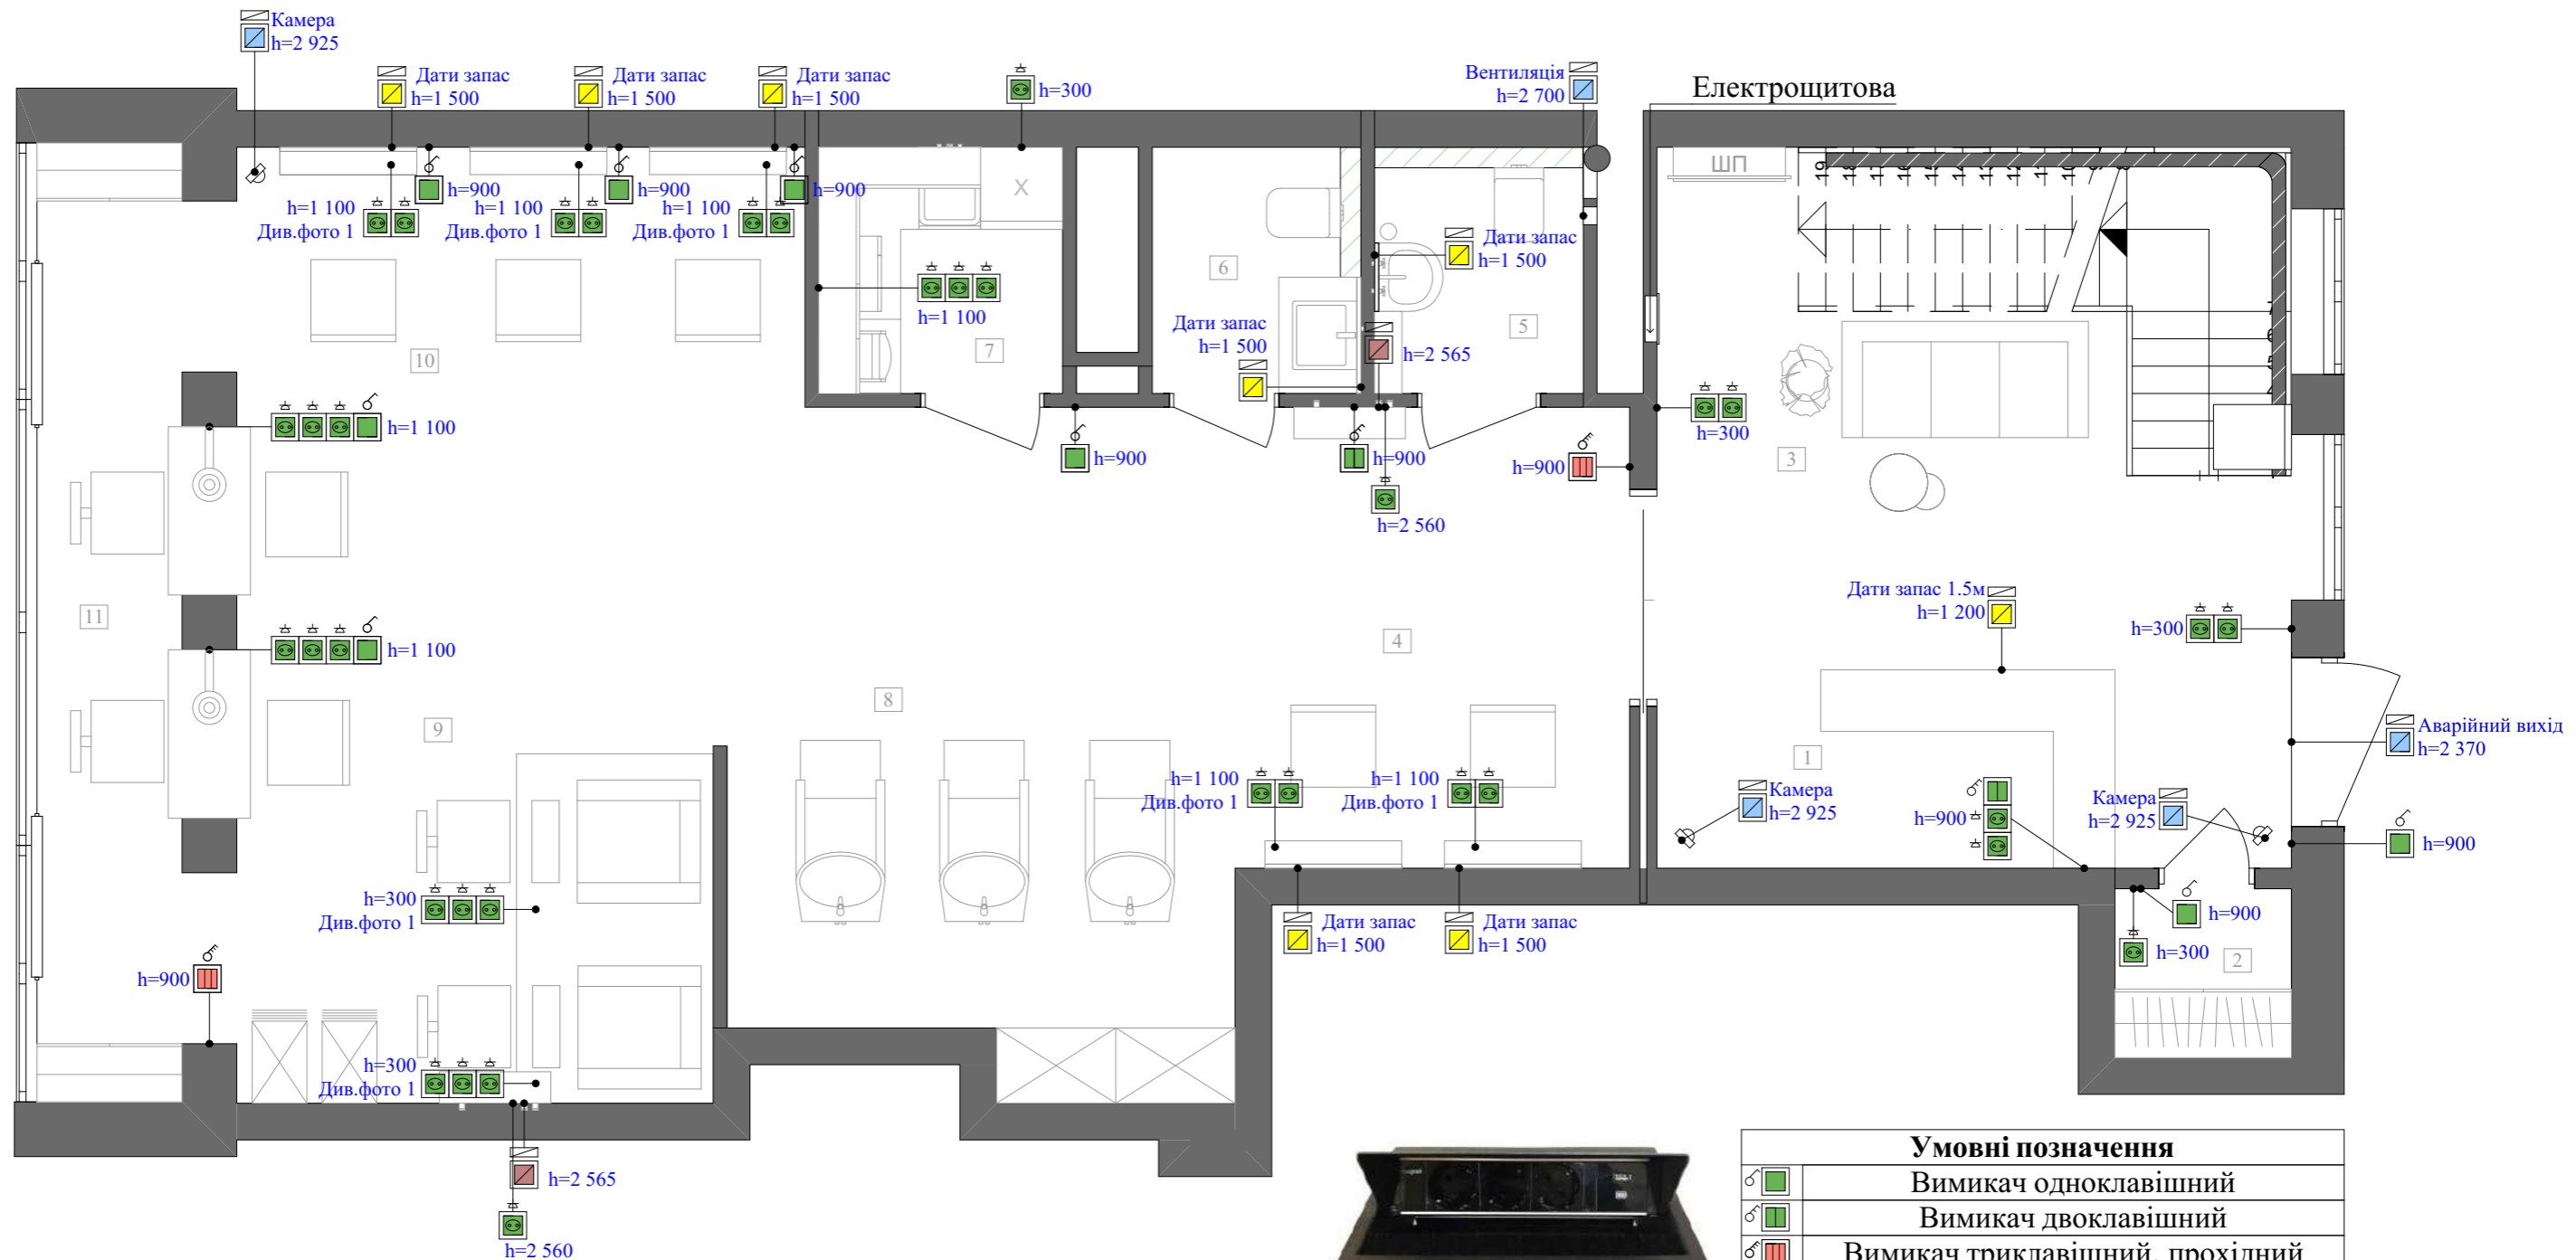 Камера
h=2 925
Дати запас
h=1 500
Дати запас
h=1 500
Дати запас
h=1 500
h=300
Вентиляція
h=2 700
Електрощитова
ШП
h=900
h=900
h=900
h=1 100
Див.фото 1
h=1 100
Див.фото 1
h=1 100
Див.фото 1
X
Дати запас
h=1 500
6
h=1 100
Дати запас
h=1 500
5
h=2 565
7
10
h=300
h=1 100
h=900
h=900
h=900
3
h=2 560
Дати запас 1.5м
h=1 200
11
h=1 100
4
h=300
8
9
Аварійний вихід
h=2 370
1
h=1 100
Див.фото 1
h=1 100
Див.фото 1
Камера
h=2 925
h=900
Камера
h=2 925
h=900
h=300
Див.фото 1
Дати запас
h=1 500
Дати запас
h=1 500
h=900
h=300
2
h=900
h=300
Див.фото 1
h=2 565
h=2 560
Умовні позначення
Вимикач одноклавішний
Вимикач двоклавішний
Вимикач триклавішний, прохідний